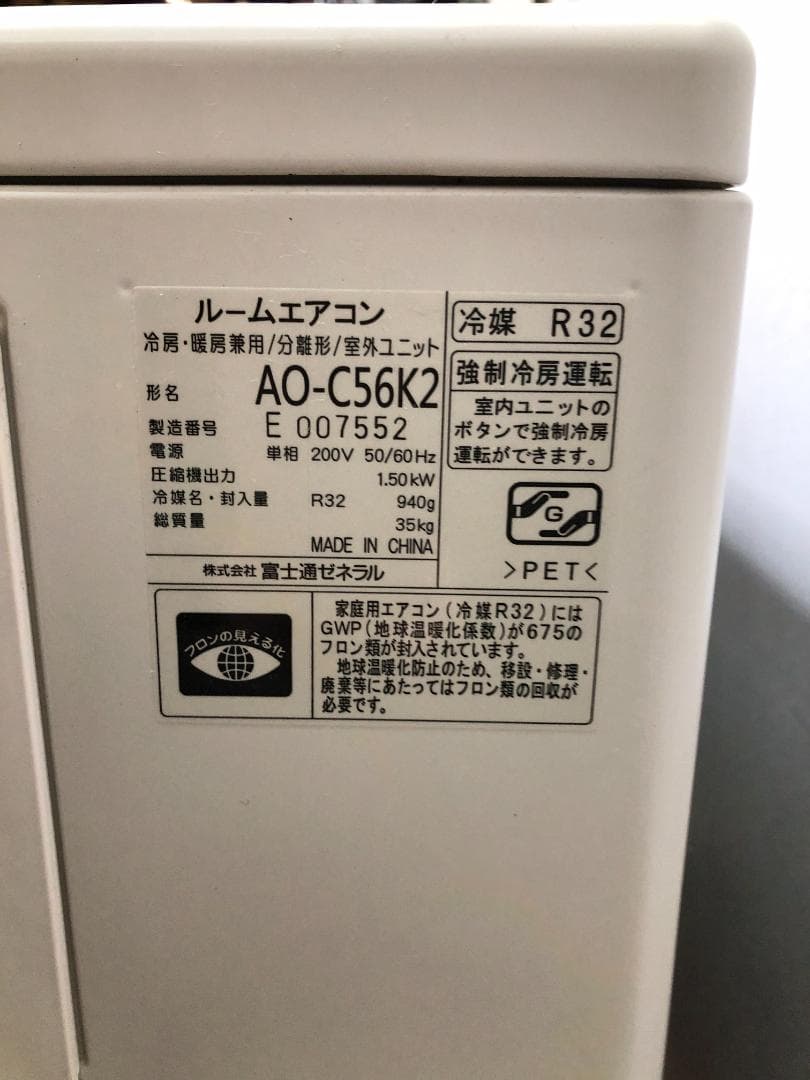 ルームエアコン
冷房・暖房兼用/分離形/室外ユニット
形名 AO-C56K2
製造番号 E 007552
電源 単相 200V 50/60Hz
圧縮機出力 1.50kW
冷媒名・封入量 R32 940g
総質量 35kg
MADE IN CHINA
株式会社 富士通ゼネラル
冷媒 R32
強制冷房運転
室内ユニットの
ボタンで強制冷房
運転ができます。
G
>PET<
フロンの見える化
家庭用エアコン(冷媒R32)には
GWP(地球温暖化係数)が675の
フロン類が封入されています。
地球温暖化防止のため、移設・修理・
廃棄等にあたってはフロン類の回収が
必要です。